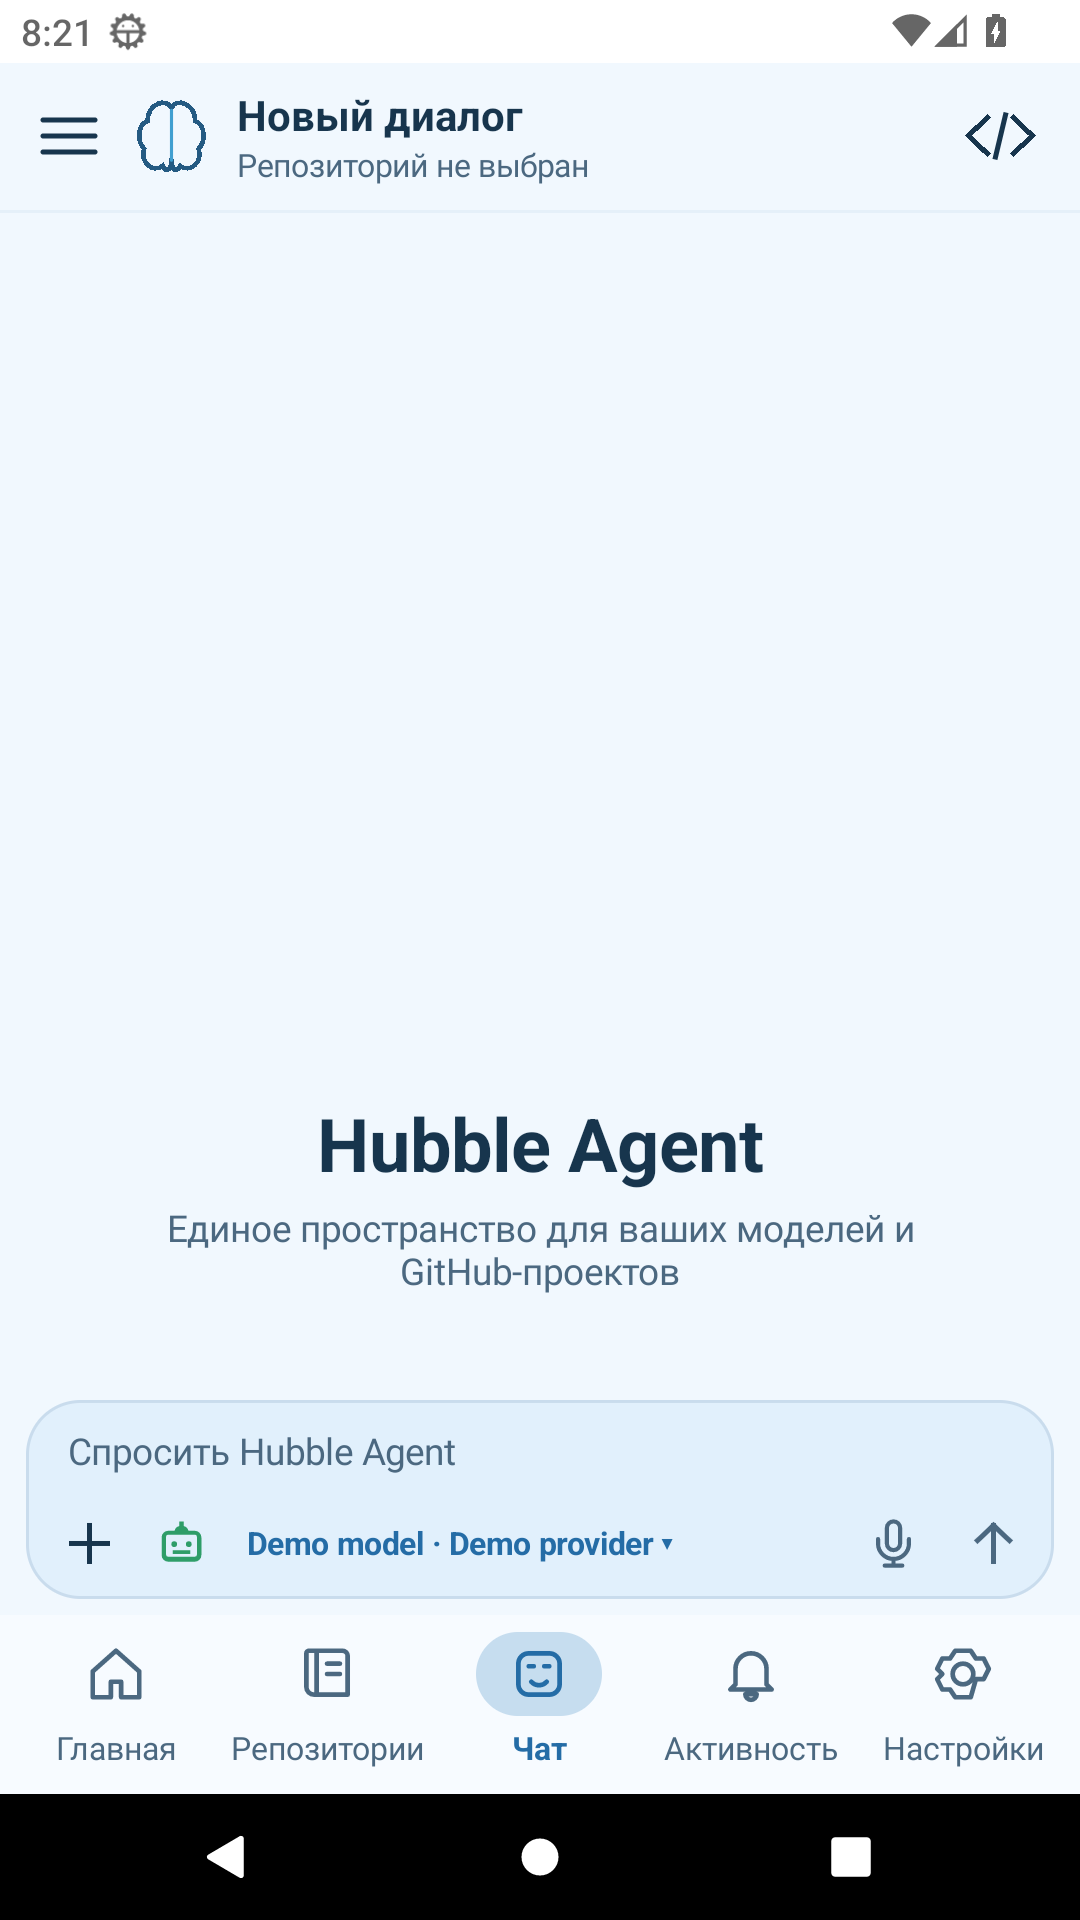 8:21
Новый диалог
Репозиторий не выбран
Hubble Agent
Единое пространство для ваших моделей и
GitHub-проектов
Спросить Hubble Agent
Demo model · Demo provider ▾
Главная
Репозитории
Чат
Активность
Настройки